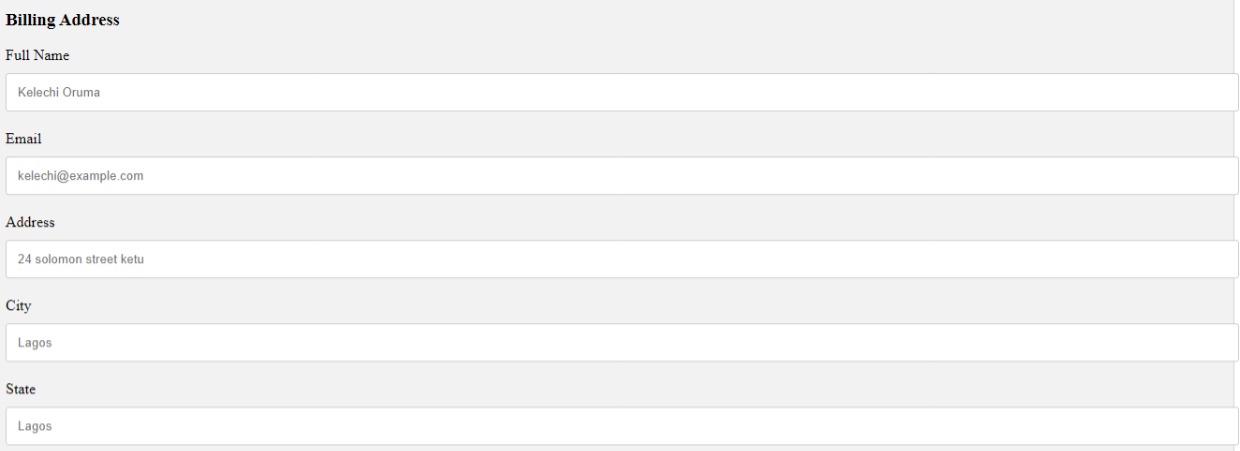 Billing Address
Full Name
Kelechi Oruma
Email
kelechi@example.com
Address
24 solomon street ketu
City
Lagos
State
Lagos